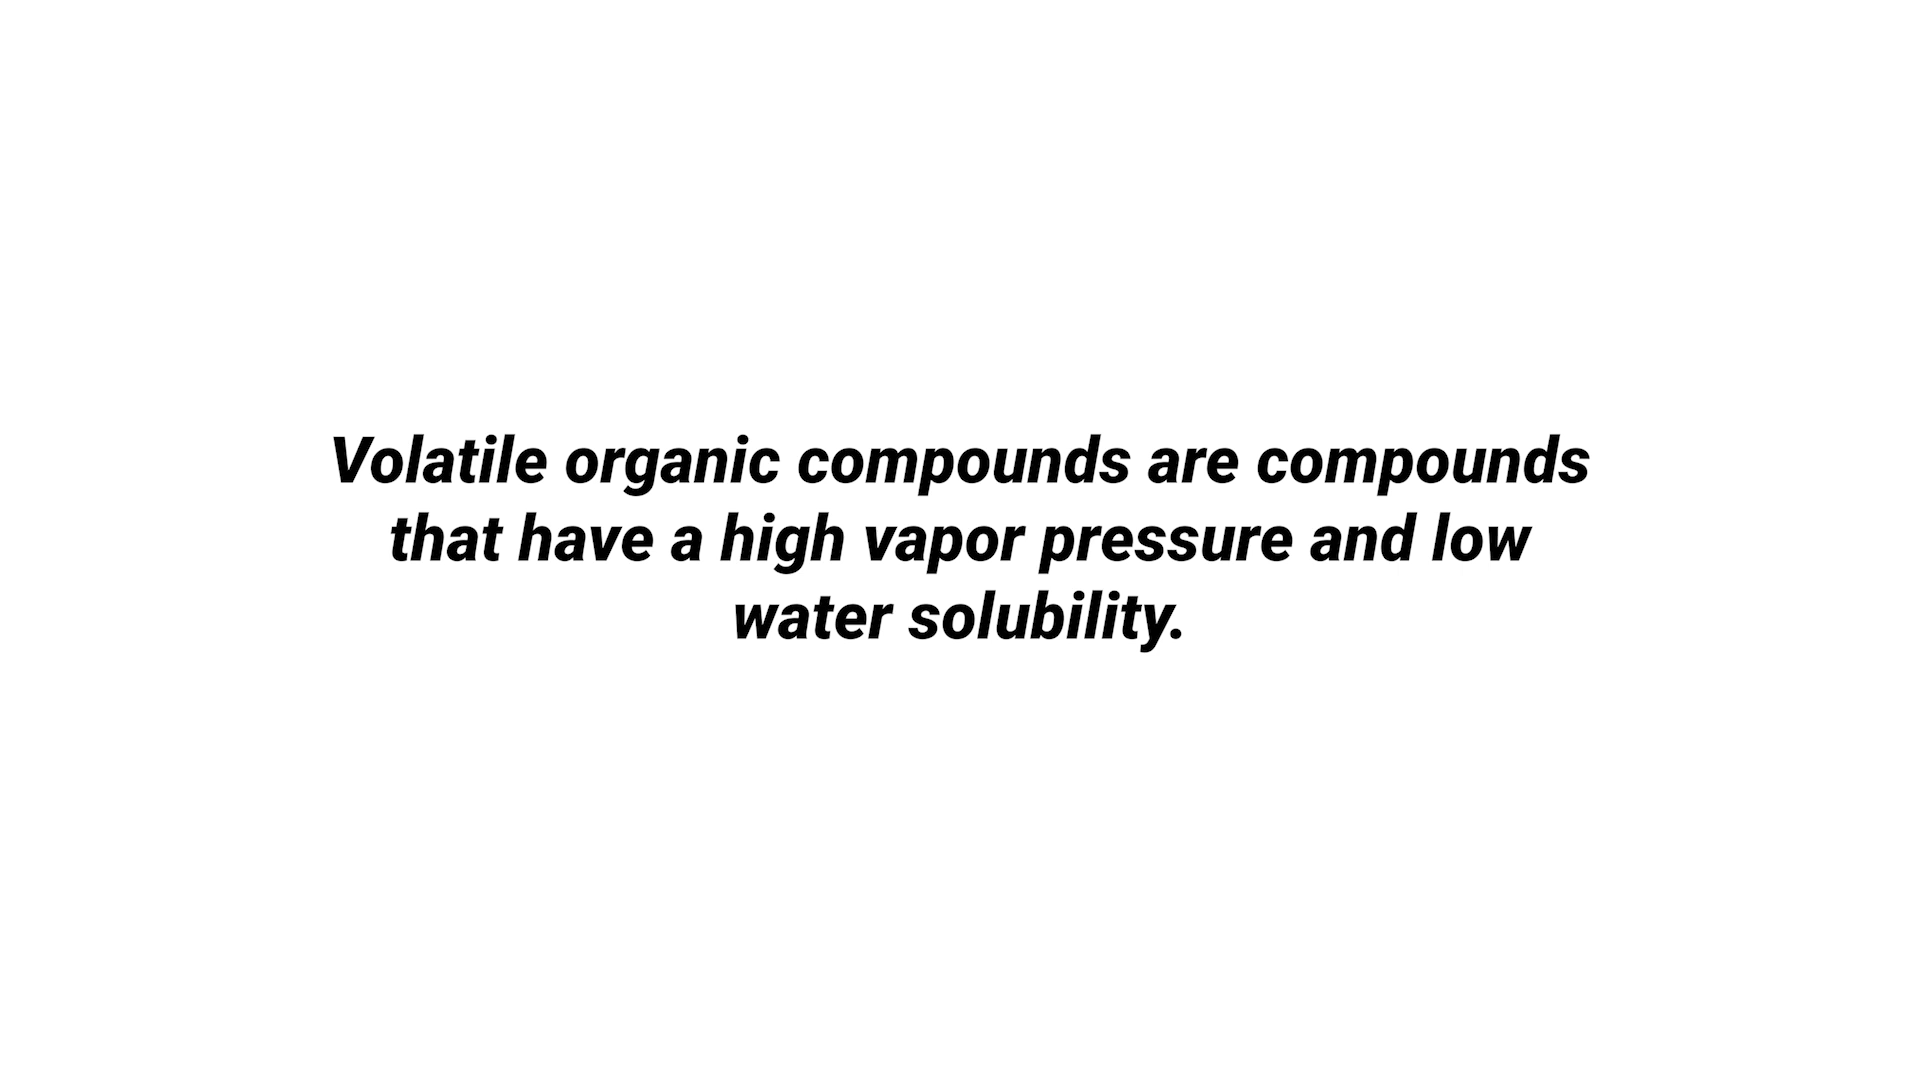 Volatile organic compounds are compounds
that have a high vapor pressure and low
water solubility.